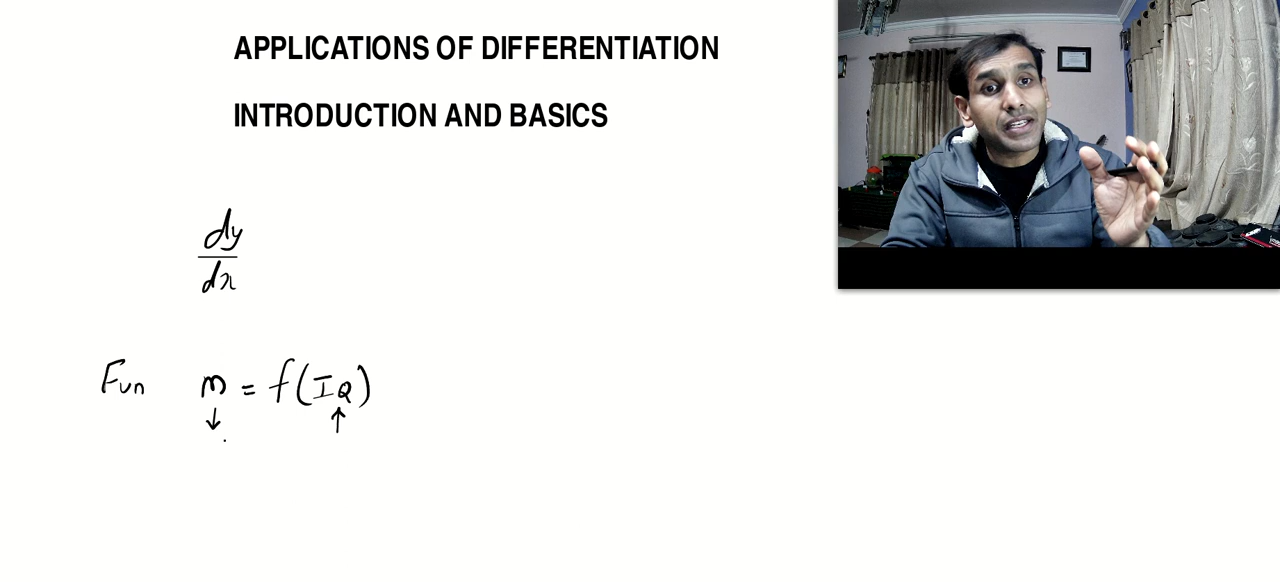 APPLICATIONS OF DIFFERENTIATION
INTRODUCTION AND BASICS
dy
dx
Fun m = f(IQ)
↓ ↑